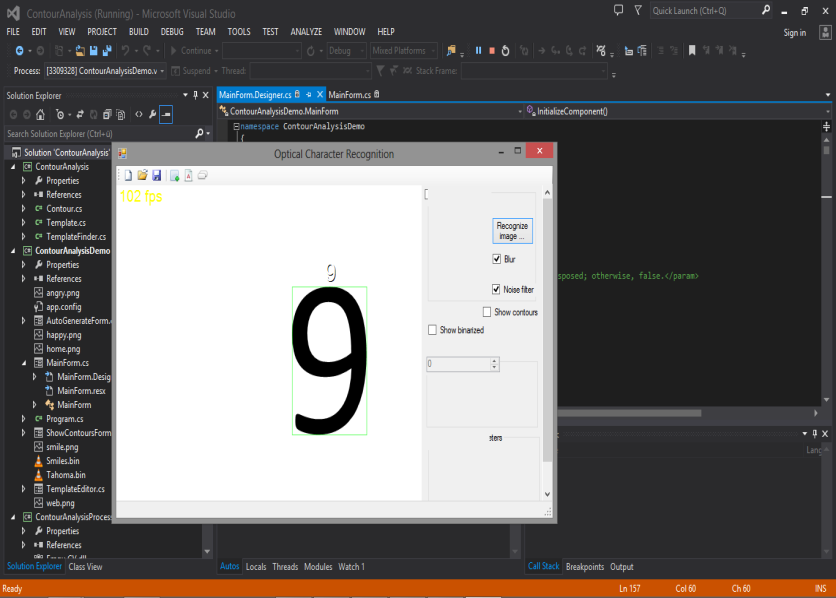 ContourAnalysis (Running) - Microsoft Visual Studio
Quick Launch (Ctrl+Q)
FILE EDIT VIEW PROJECT BUILD DEBUG TEAM TOOLS TEST ANALYZE WINDOW HELP
Sign in
Continue
Debug
Mixed Platforms
Process: [3309328] ContourAnalysisDemo.v
Suspend
Thread:
Stack Frame:
Solution Explorer
Search Solution Explorer (Ctrl+ü)
Solution 'ContourAnalysis'
ContourAnalysis
Properties
References
Contour.cs
Template.cs
TemplateFinder.cs
ContourAnalysisDemo
Properties
References
angry.png
app.config
AutoGenerateForm.
happy.png
home.png
MainForm.cs
MainForm.Desig
MainForm.resx
MainForm
Program.cs
ShowContoursForm
smile.png
Smiles.bin
Tahoma.bin
TemplateEditor.cs
web.png
ContourAnalysisProces
Properties
References
Solution Explorer Class View
MainForm.Designer.cs MainForm.cs
ContourAnalysisDemo.MainForm
InitializeComponent()
namespace ContourAnalysisDemo
{
sposed; otherwise, false.</param>
Optical Character Recognition
102 fps
9
9
Recognize
image ...
Blur
Noise filter
Show contours
Show binarized
0
sters
Lang
Autos Locals Threads Modules Watch 1
Call Stack Breakpoints Output
Ready
Ln 157 Col 60 Ch 60 INS